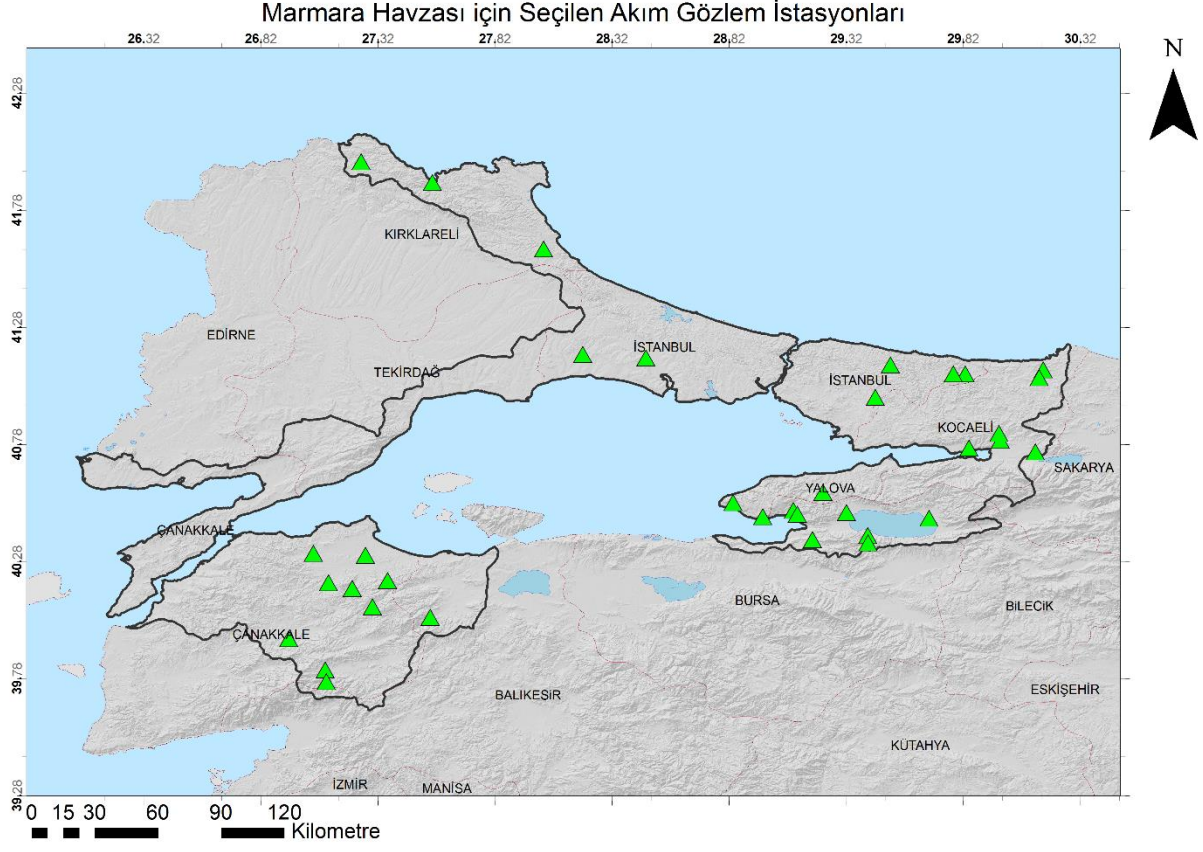 Marmara Havzası için Seçilen Akım Gözlem İstasyonları
26.32 26.82 27.32 27.82 28.32 28.82 29.32 29.82 30.32
N
42.28
41.78
41.28
40.78
40.28
39.78
39.28
KIRKLARELİ
EDİRNE
İSTANBUL
TEKİRDAĞ
İSTANBUL
KOCAELİ
SAKARYA
YALOVA
ÇANAKKALE
BURSA
BİLECİK
ÇANAKKALE
BALIKESİR
ESKİŞEHİR
KÜTAHYA
İZMİR
MANİSA
0 15 30 60 90 120
Kilometre